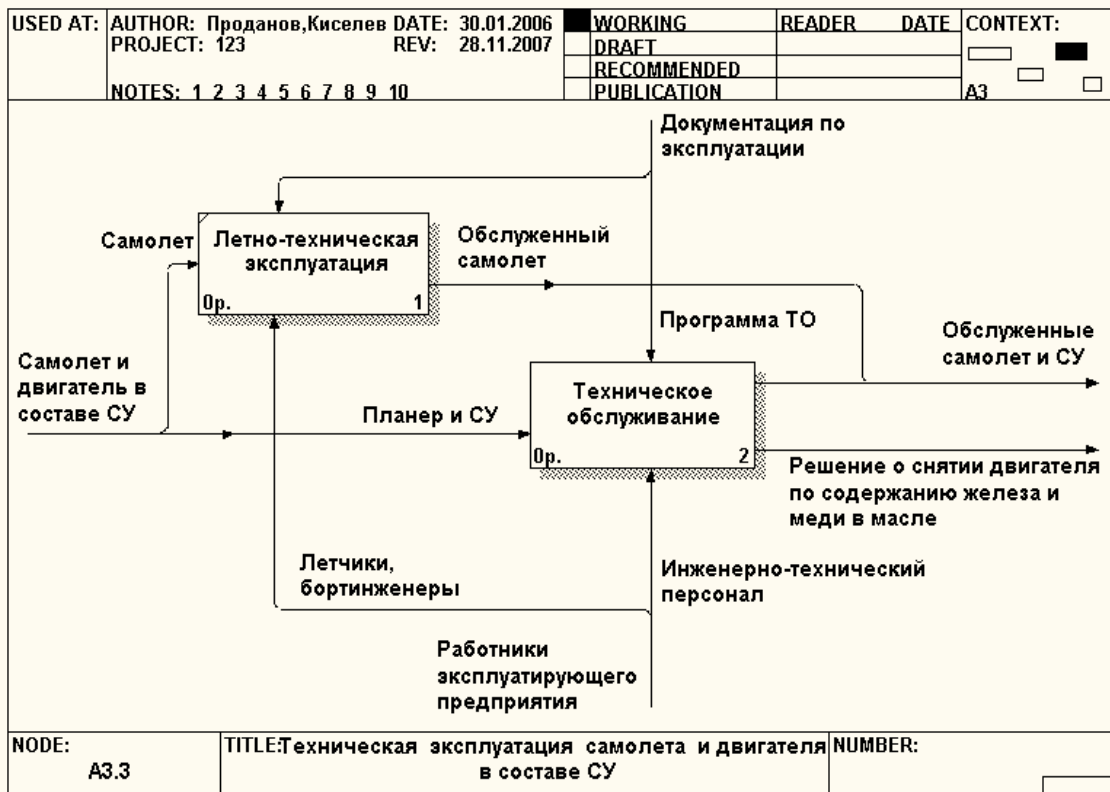 USED AT:
AUTHOR: Проданов,Киселев DATE: 30.01.2006
PROJECT: 123 REV: 28.11.2007
NOTES: 1 2 3 4 5 6 7 8 9 10
WORKING
DRAFT
RECOMMENDED
PUBLICATION
READER DATE
CONTEXT:
A3
Документация по
эксплуатации
Самолет
Летно-техническая
эксплуатация
0р. 1
Обслуженный
самолет
Программа ТО
Обслуженные
самолет и СУ
Самолет и
двигатель в
составе СУ
Планер и СУ
Техническое
обслуживание
0р. 2
Решение о снятии двигателя
по содержанию железа и
меди в масле
Летчики,
бортинженеры
Инженерно-технический
персонал
Работники
эксплуатирующего
предприятия
NODE:
A3.3
TITLE:Техническая эксплуатация самолета и двигателя
в составе СУ
NUMBER: